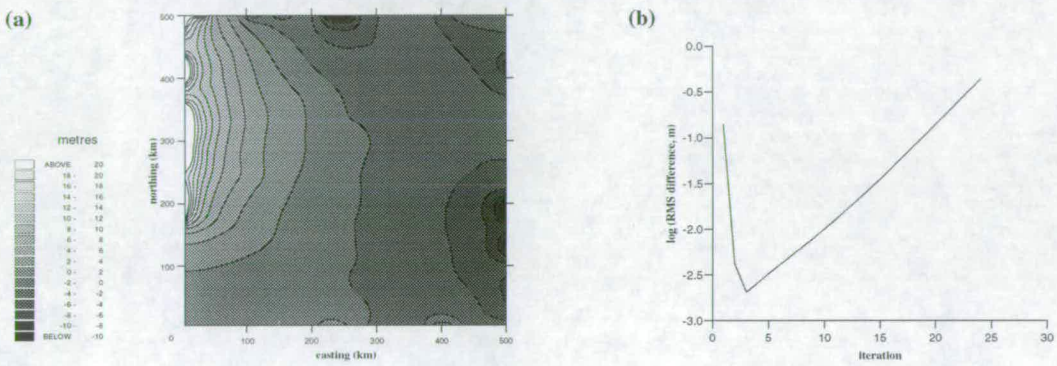 (a)
500
400
300
200
100
0
100
200
300
400
500
northing (km)
easting (km)
metres
ABOVE 20
18 - 20
16 - 18
14 - 16
12 - 14
10 - 12
8 - 10
6 - 8
4 - 6
2 - 4
0 - 2
-2 - 0
-4 - -2
-6 - -4
-8 - -6
-10 - -8
BELOW -10
(b)
0.0
-0.5
-1.0
-1.5
-2.0
-2.5
-3.0
0
5
10
15
20
25
30
log (RMS difference, m)
iteration